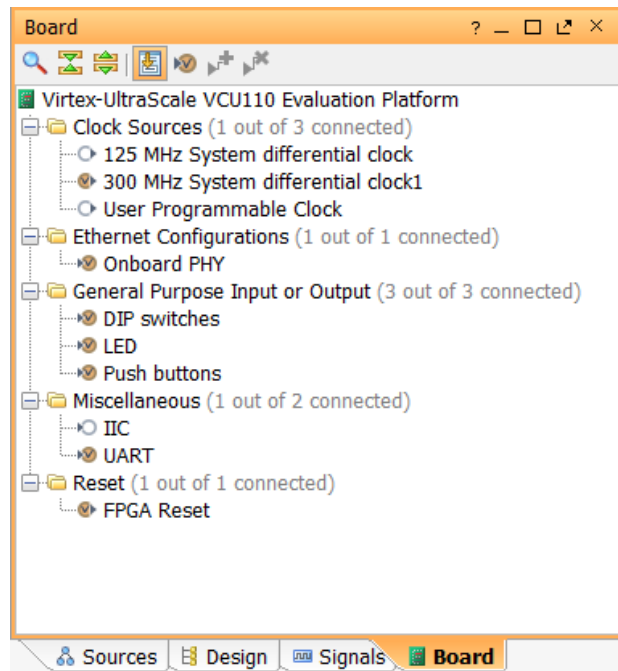 Board
Virtex-UltraScale VCU110 Evaluation Platform
Clock Sources (1 out of 3 connected)
125 MHz System differential clock
300 MHz System differential clock1
User Programmable Clock
Ethernet Configurations (1 out of 1 connected)
Onboard PHY
General Purpose Input or Output (3 out of 3 connected)
DIP switches
LED
Push buttons
Miscellaneous (1 out of 2 connected)
IIC
UART
Reset (1 out of 1 connected)
FPGA Reset
Sources Design Signals Board